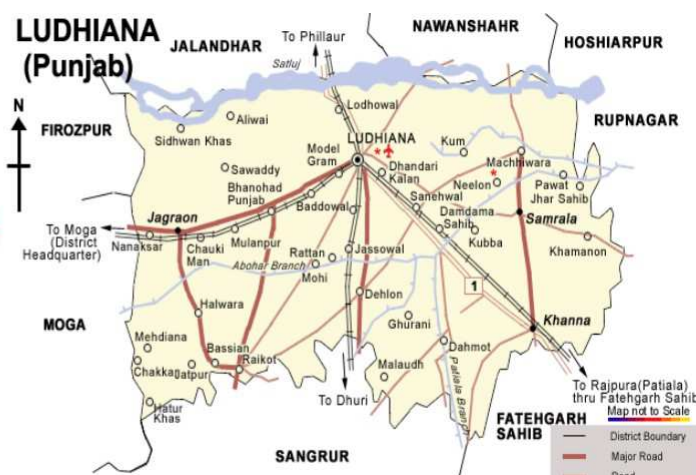 LUDHIANA
(Punjab)
NAWANSHAHR
To Phillaur
JALANDHAR
HOSHIARPUR
Satluj
N
Lodhowal
Aliwai
FIROZPUR
RUPNAGAR
Sidhwan Khas
LUDHIANA
Kum
Model
Gram
Machhiwara
Sawaddy
Dhandari
Kalan
Neelon
Pawat
Jhar Sahib
Bhanohad
Punjab
Baddowal
Sanehwal
Damdama
Sahib
Samrala
Jagraon
To Moga
(District
Headquarter)
Nanaksar
Chauki
Man
Mulanpur
Rattan
Mohi
Jassowal
Kubba
Khamanon
Abohar Branch
1
Dehlon
Halwara
MOGA
Ghurani
Khanna
Mehdiana
Bassian
Raikot
Dahmot
Chakkar
Jatpur
Malaudh
Patiala Branch
To Rajpura(Patiala)
thru Fatehgarh Sahib
Map not to Scale
Hatur
Khas
To Dhuri
FATEHGARH
SAHIB
District Boundary
SANGRUR
Major Road
Road